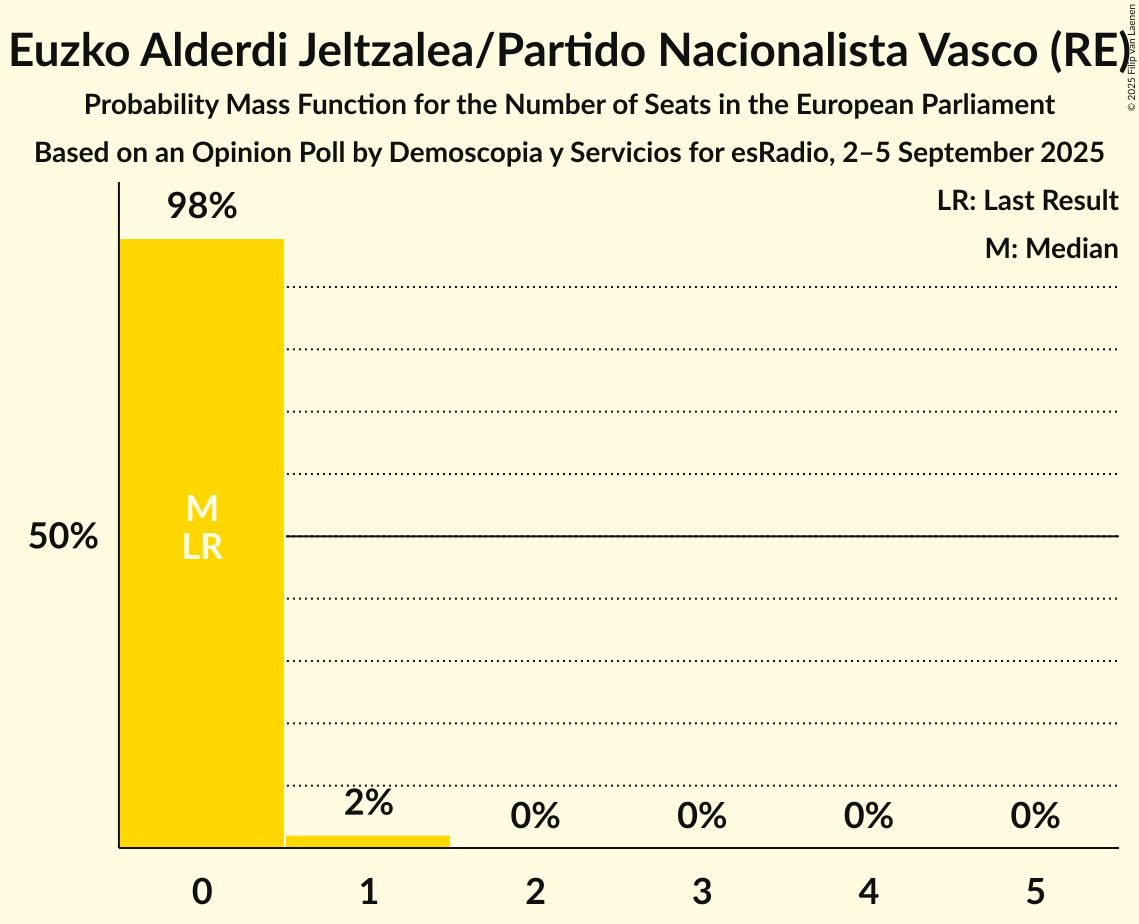 Euzko Alderdi Jeltzalea/Partido Nacionalista Vasco (RE)
© 2025 Filip van Laenen
Probability Mass Function for the Number of Seats in the European Parliament
Based on an Opinion Poll by Demoscopia y Servicios for esRadio, 2–5 September 2025
LR: Last Result
M: Median
98%
M
LR
50%
2%
0%
0%
0%
0%
0
1
2
3
4
5